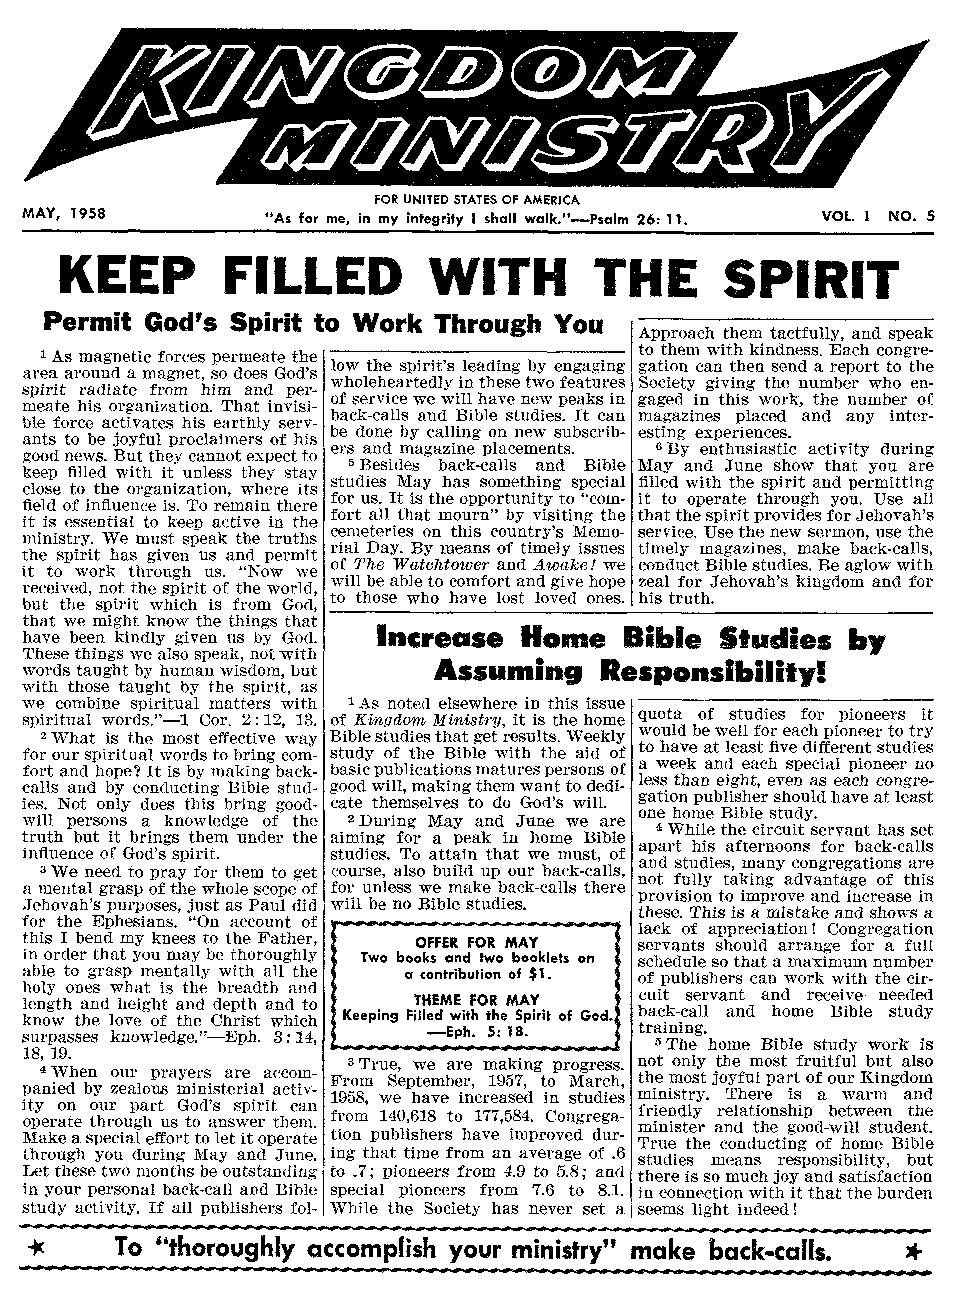 KINGDOM
MINISTRY
FOR UNITED STATES OF AMERICA
MAY, 1958
"As for me, in my integrity I shall walk."—Psalm 26: 11.
VOL. I NO. 5
KEEP FILLED WITH THE SPIRIT
Permit God's Spirit to Work Through You
1 As magnetic forces permeate the
area around a magnet, so does God's
spirit radiate from him and per-
meate his organization. That invisi-
ble force activates his earthly serv-
ants to be joyful proclaimers of his
good news. But they cannot expect to
keep filled with it unless they stay
close to the organization, where its
field of influence is. To remain there
it is essential to keep active in the
ministry. We must speak the truths
the spirit has given us and permit
it to work through us. "Now we
received, not the spirit of the world,
but the spirit which is from God,
that we might know the things that
have been kindly given us by God.
These things we also speak, not with
words taught by human wisdom, but
with those taught by the spirit, as
we combine spiritual matters with
spiritual words."—1 Cor. 2:12, 13.
2 What is the most effective way
for our spiritual words to bring com-
fort and hope? It is by making back-
calls and by conducting Bible stud-
ies. Not only does this bring good-
will persons a knowledge of the
truth but it brings them under the
influence of God's spirit.
3 We need to pray for them to get
a mental grasp of the whole scope of
Jehovah's purposes, just as Paul did
for the Ephesians. "On account of
this I bend my knees to the Father,
in order that you may be thoroughly
able to grasp mentally with all the
holy ones what is the breadth and
length and height and depth and to
know the love of the Christ which
surpasses knowledge."—Eph. 3:14,
18, 19.
4 When our prayers are accom-
panied by zealous ministerial activ-
ity on our part God's spirit can
operate through us to answer them.
Make a special effort to let it operate
through you during May and June.
Let these two months be outstanding
in your personal back-call and Bible
study activity. If all publishers fol-
low the spirit's leading by engaging
wholeheartedly in these two features
of service we will have new peaks in
back-calls and Bible studies. It can
be done by calling on new subscrib-
ers and magazine placements.
5 Besides back-calls and Bible
studies May has something special
for us. It is the opportunity to "com-
fort all that mourn" by visiting the
cemeteries on this country's Memo-
rial Day. By means of timely issues
of The Watchtower and Awake! we
will be able to comfort and give hope
to those who have lost loved ones.
Approach them tactfully, and speak
to them with kindness. Each congre-
gation can then send a report to the
Society giving the number who en-
gaged in this work, the number of
magazines placed and any inter-
esting experiences.
6 By enthusiastic activity during
May and June show that you are
filled with the spirit and permitting
it to operate through you. Use all
that the spirit provides for Jehovah's
service. Use the new sermon, use the
timely magazines, make back-calls,
conduct Bible studies. Be aglow with
zeal for Jehovah's kingdom and for
his truth.
Increase Home Bible Studies by
Assuming Responsibility!
1 As noted elsewhere in this issue
of Kingdom Ministry, it is the home
Bible studies that get results. Weekly
study of the Bible with the aid of
basic publications matures persons of
good will, making them want to dedi-
cate themselves to do God's will.
2 During May and June we are
aiming for a peak in home Bible
studies. To attain that we must, of
course, also build up our back-calls,
for unless we make back-calls there
will be no Bible studies.
OFFER FOR MAY
Two books and two booklets on
a contribution of $1.
THEME FOR MAY
Keeping Filled with the Spirit of God.
—Eph. 5: 18.
3 True, we are making progress.
From September, 1957, to March,
1958, we have increased in studies
from 140,618 to 177,584. Congrega-
tion publishers have improved dur-
ing that time from an average of .6
to .7; pioneers from 4.9 to 5.8; and
special pioneers from 7.6 to 8.1.
While the Society has never set a
quota of studies for pioneers it
would be well for each pioneer to try
to have at least five different studies
a week and each special pioneer no
less than eight, even as each congre-
gation publisher should have at least
one home Bible study.
4 While the circuit servant has set
apart his afternoons for back-calls
and studies, many congregations are
not fully taking advantage of this
provision to improve and increase in
these. This is a mistake and shows a
lack of appreciation! Congregation
servants should arrange for a full
schedule so that a maximum number
of publishers can work with the cir-
cuit servant and receive needed
back-call and home Bible study
training.
5 The home Bible study work is
not only the most fruitful but also
the most joyful part of our Kingdom
ministry. There is a warm and
friendly relationship between the
minister and the good-will student.
True the conducting of home Bible
studies means responsibility, but
there is so much joy and satisfaction
in connection with it that the burden
seems light indeed!
★ To "thoroughly accomplish your ministry" make back-calls. ★